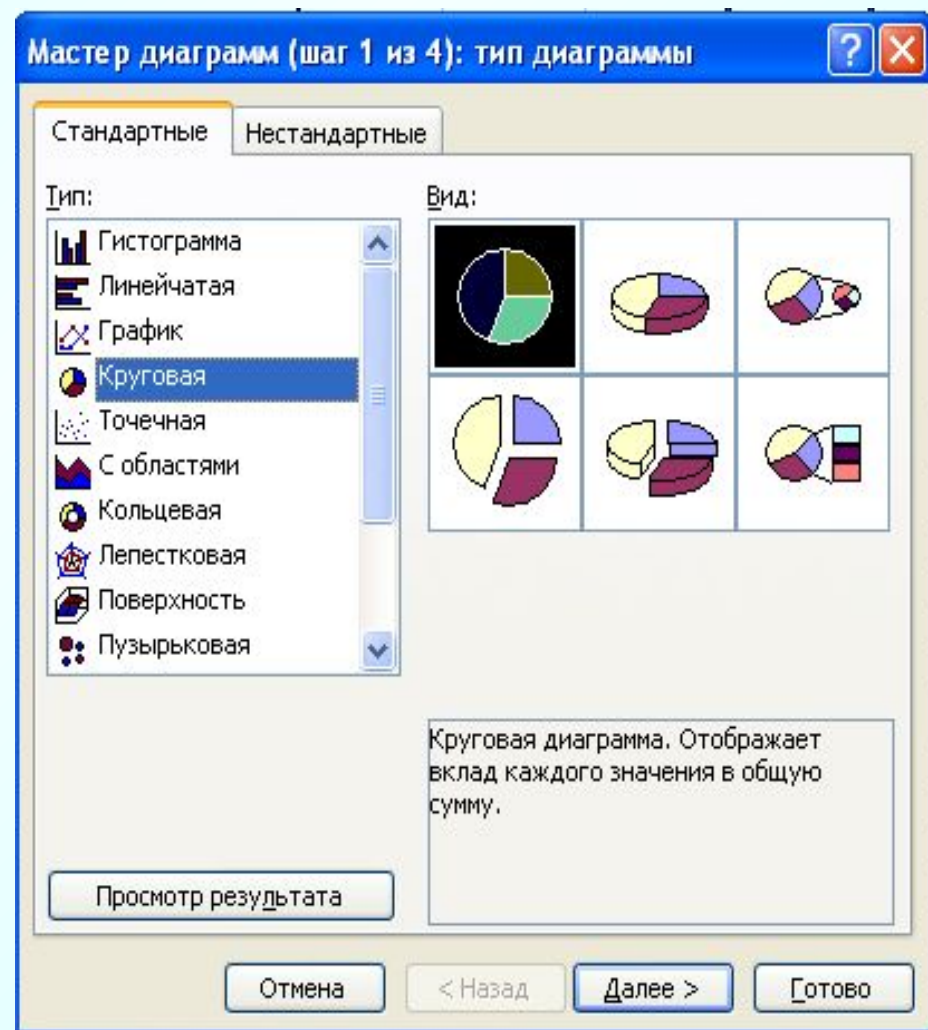 Мастер диаграмм (шаг 1 из 4): тип диаграммы
Стандартные
Нестандартные
Тип:
Вид:
Гистограмма
Линейчатая
График
Круговая
Точечная
С областями
Кольцевая
Лепестковая
Поверхность
Пузырьковая
Круговая диаграмма. Отображает
вклад каждого значения в общую
сумму.
Просмотр результата
Отмена
< Назад
Далее >
Готово